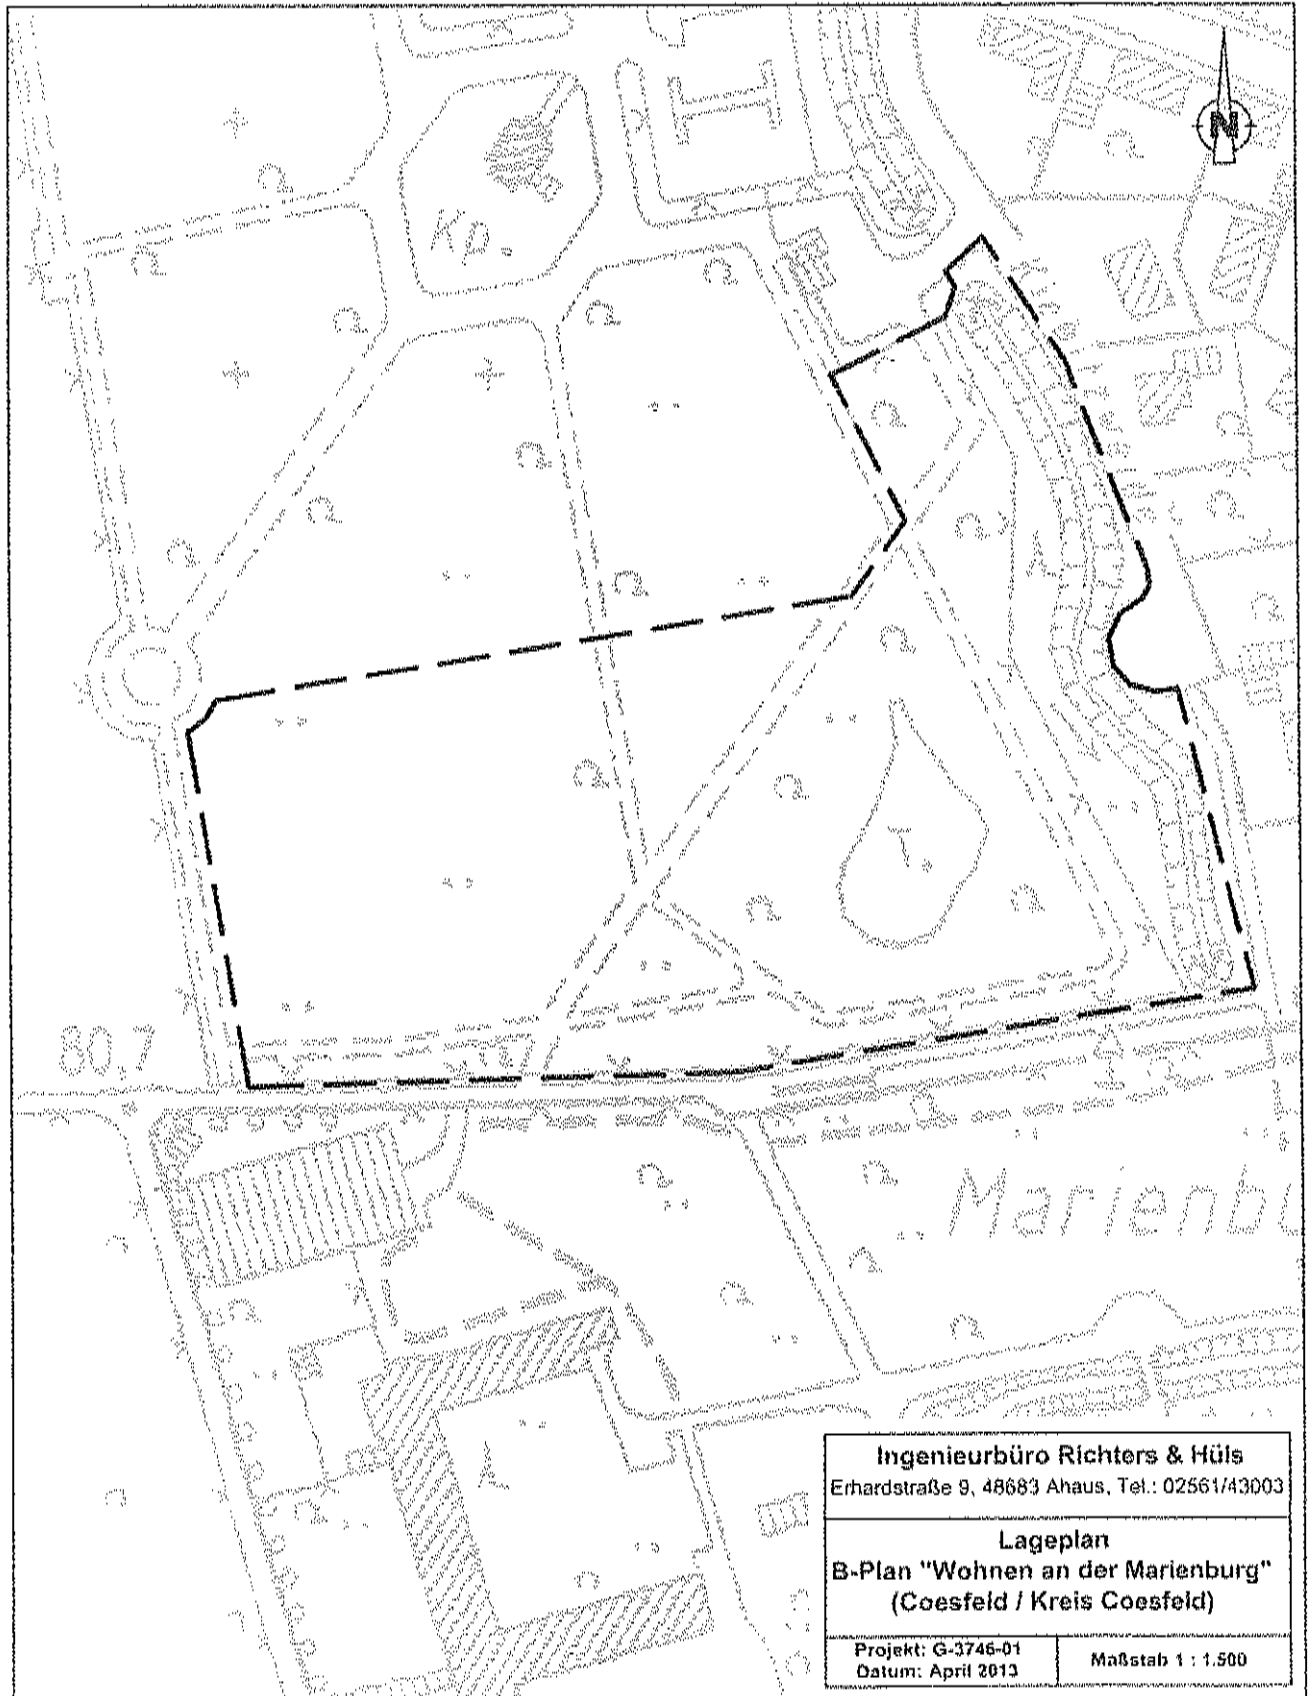 N
Kp.
T.
80,7
Ingenieurbüro Richters & Hüls
Erhardstraße 9, 48683 Ahaus, Tel.: 02561/43003
Lageplan
B-Plan "Wohnen an der Marienburg"
(Coesfeld / Kreis Coesfeld)
Projekt: G-3746-01
Datum: April 2013
Maßstab 1 : 1.500